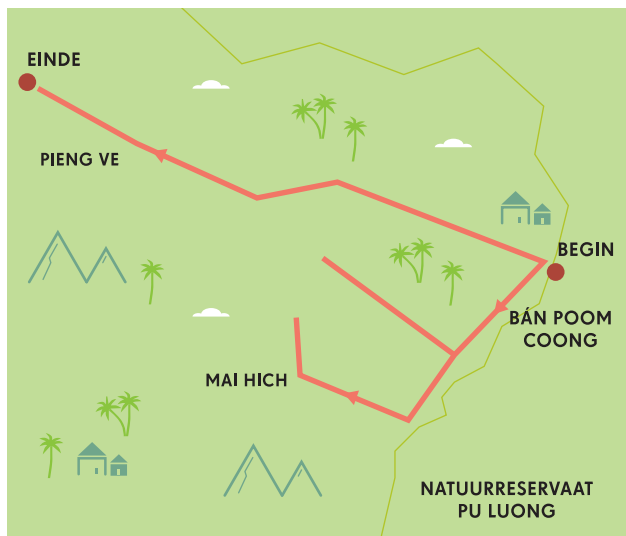 EINDE
PIENG VE
BEGIN
BÁN POOM
COONG
MAI HICH
NATUURRESERVAAT
PU LUONG